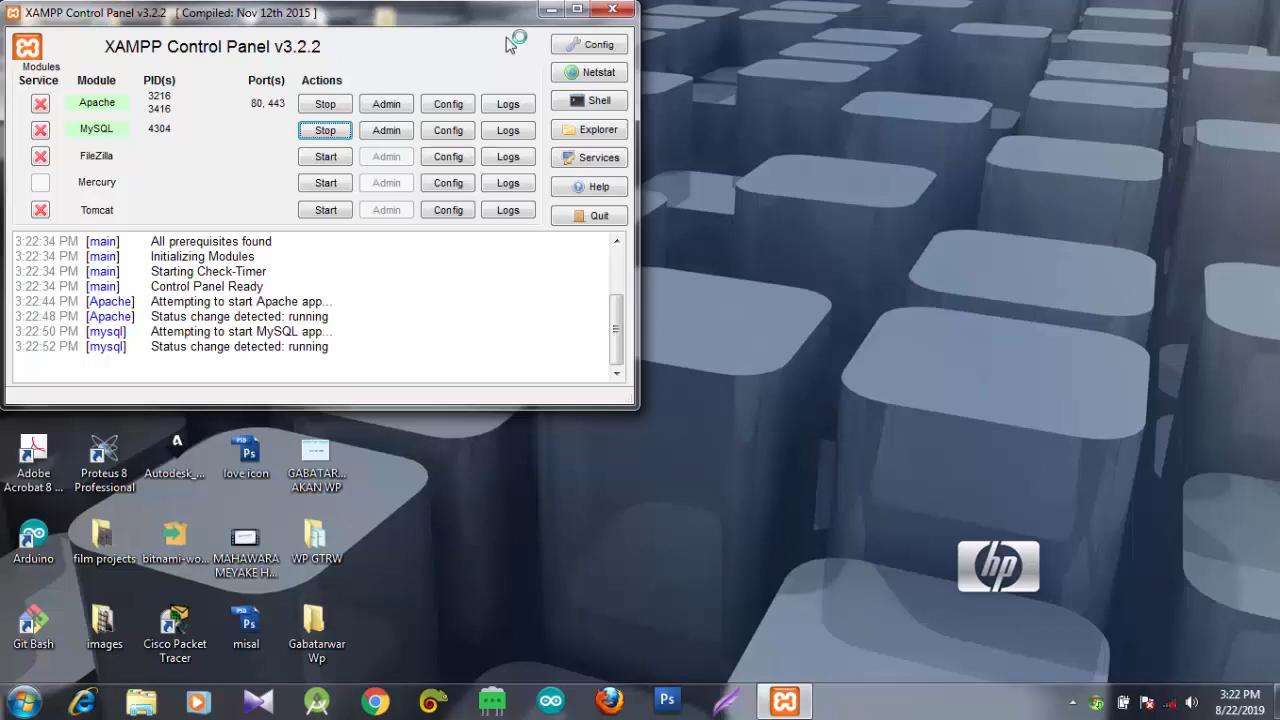 XAMPP Control Panel v3.2.2 [ Compiled: Nov 12th 2015 ]
XAMPP Control Panel v3.2.2
Config
Modules
Service Module PID(s) Port(s) Actions
Netstat
Apache 3216 3416 80, 443 Stop Admin Config Logs
Shell
MySQL 4304 Stop Admin Config Logs
Explorer
FileZilla Start Admin Config Logs
Services
Mercury Start Admin Config Logs
Help
Tomcat Start Admin Config Logs
Quit
3:22:34 PM [main] All prerequisites found
3:22:34 PM [main] Initializing Modules
3:22:34 PM [main] Starting Check-Timer
3:22:34 PM [main] Control Panel Ready
3:22:44 PM [Apache] Attempting to start Apache app...
3:22:48 PM [Apache] Status change detected: running
3:22:50 PM [mysql] Attempting to start MySQL app...
3:22:52 PM [mysql] Status change detected: running
Adobe
Acrobat 8 ...
Proteus 8
Professional
Autodesk_...
love icon
GABATAR...
AKAN WP
Arduino
film projects
bitnami-wo...
MAHAWARA
MEYAKE H...
WP GTRW
Git Bash
images
Cisco Packet
Tracer
misal
Gabatarwar
Wp
hp
3:22 PM
8/22/2019